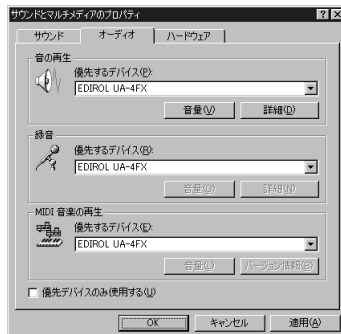 サウンドとマルチメディアのプロパティ
サウンド オーディオ ハードウェア
音の再生
優先するデバイス(P):
EDIROL UA-4FX
音量(V) 詳細(D)
録音
優先するデバイス(R):
EDIROL UA-4FX
音量(O) 詳細(N)
MIDI 音楽の再生
優先するデバイス(E):
EDIROL UA-4FX
音量(L) バージョン情報(B)
優先デバイスのみ使用する(U)
OK キャンセル 適用(A)